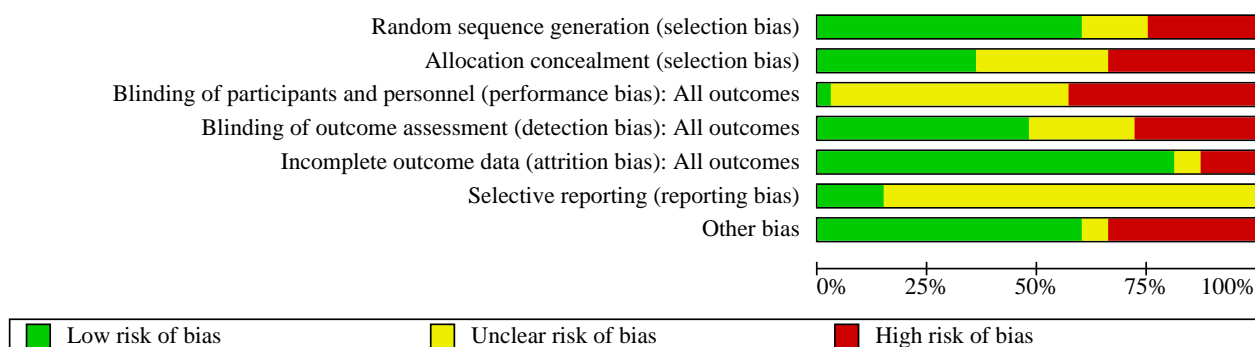 Random sequence generation (selection bias)
Allocation concealment (selection bias)
Blinding of participants and personnel (performance bias): All outcomes
Blinding of outcome assessment (detection bias): All outcomes
Incomplete outcome data (attrition bias): All outcomes
Selective reporting (reporting bias)
Other bias
0% 25% 50% 75% 100%
Low risk of bias Unclear risk of bias High risk of bias